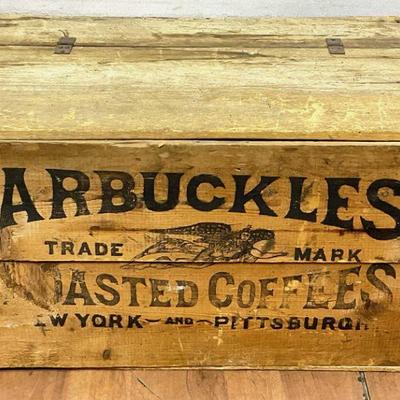 ARBUCKLES
TRADE MARK
OASTED COFFEES
W YORK AND PITTSBURGH